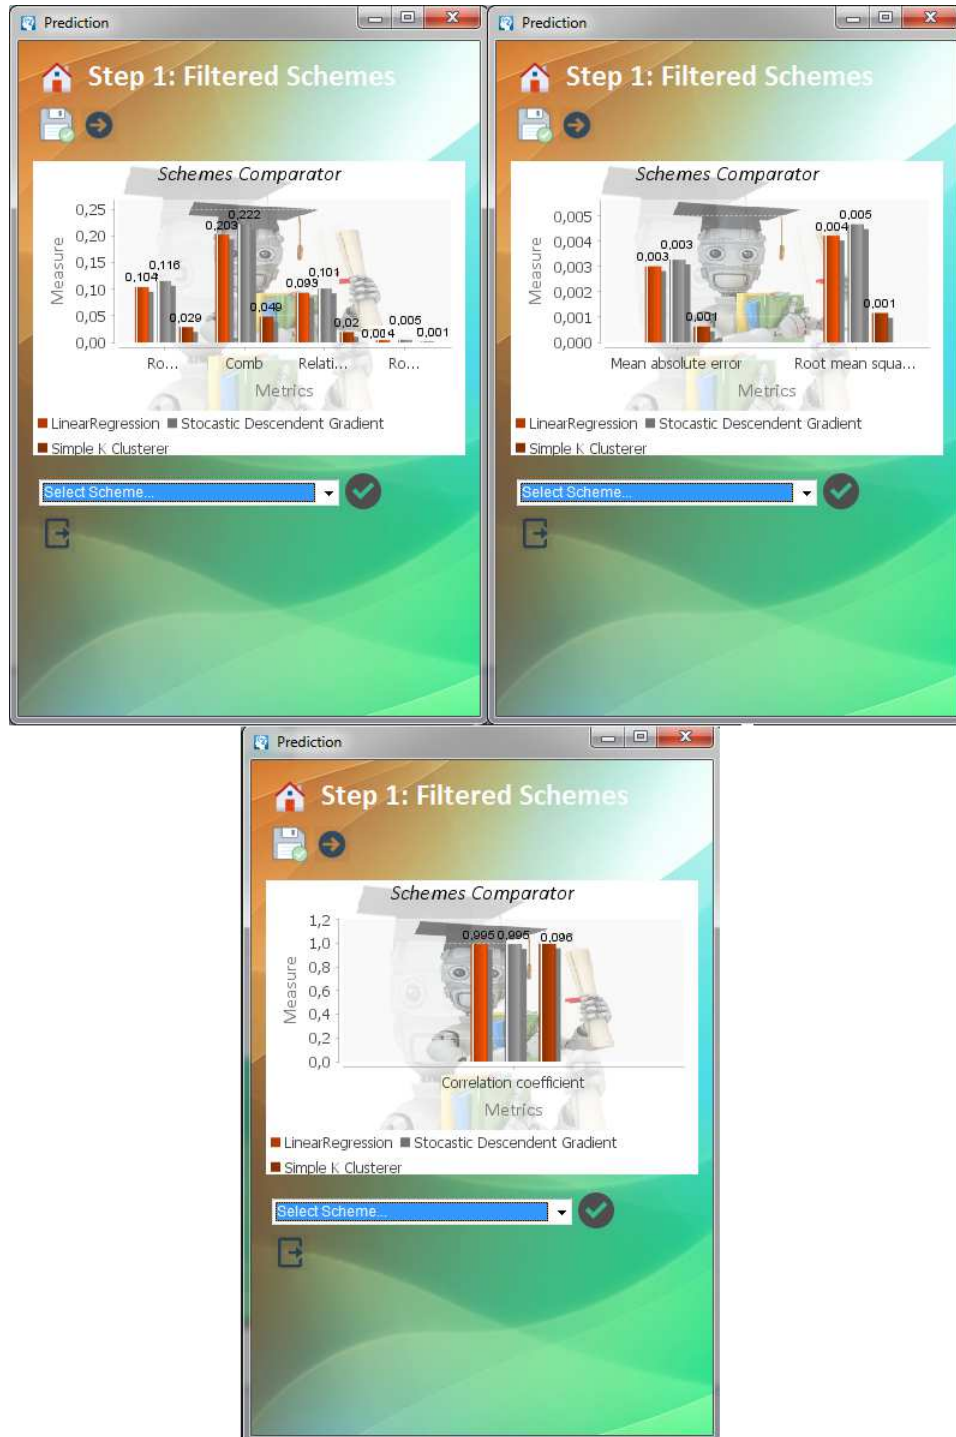 Prediction
Step 1: Filtered Schemes
Schemes Comparator
Measure
0,25
0,20
0,15
0,10
0,05
0,00
0,104
0,116
0,029
0,203
0,222
0,049
0,093
0,101
0,02
0,004
0,005
0,001
Ro...
Comb
Relati...
Ro...
Metrics
LinearRegression Stocastic Descendent Gradient
Simple K Clusterer
Select Scheme...
Prediction
Step 1: Filtered Schemes
Schemes Comparator
Measure
0,005
0,004
0,003
0,002
0,001
0,000
0,003
0,003
0,001
0,004
0,005
0,001
Mean absolute error
Root mean squa...
Metrics
LinearRegression Stocastic Descendent Gradient
Simple K Clusterer
Select Scheme...
Prediction
Step 1: Filtered Schemes
Schemes Comparator
Measure
1,2
1,0
0,8
0,6
0,4
0,2
0,0
0,995
0,995
0,096
Correlation coefficient
Metrics
LinearRegression Stocastic Descendent Gradient
Simple K Clusterer
Select Scheme...